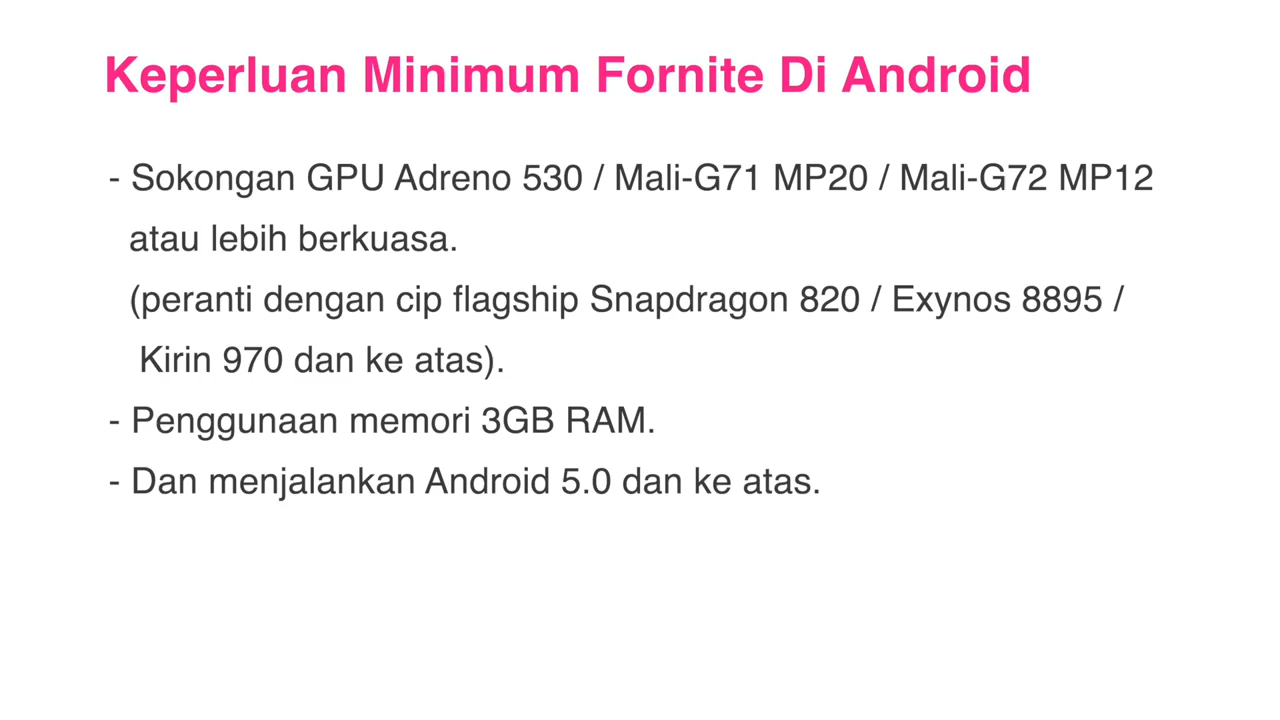 Keperluan Minimum Fornite Di Android
- Sokongan GPU Adreno 530 / Mali-G71 MP20 / Mali-G72 MP12
atau lebih berkuasa.
(peranti dengan cip flagship Snapdragon 820 / Exynos 8895 /
Kirin 970 dan ke atas).
- Penggunaan memori 3GB RAM.
- Dan menjalankan Android 5.0 dan ke atas.